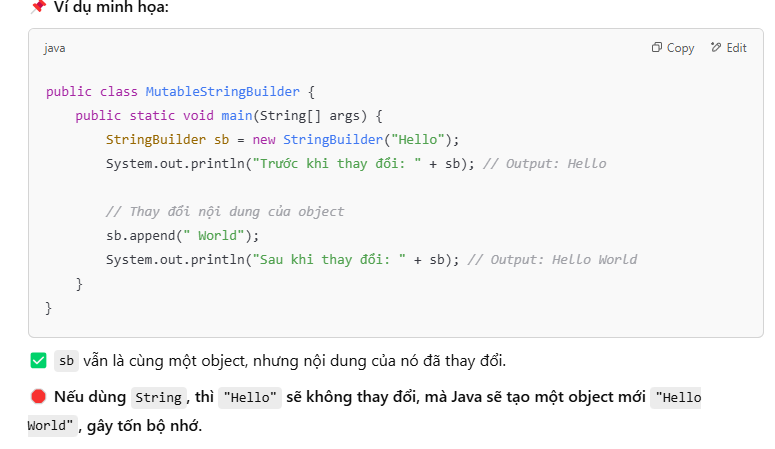 📌 Ví dụ minh họa:
java
Copy
Edit
public class MutableStringBuilder {
    public static void main(String[] args) {
        StringBuilder sb = new StringBuilder("Hello");
        System.out.println("Trước khi thay đổi: " + sb); // Output: Hello

        // Thay đổi nội dung của object
        sb.append(" World");
        System.out.println("Sau khi thay đổi: " + sb); // Output: Hello World
    }
}
✅ sb vẫn là cùng một object, nhưng nội dung của nó đã thay đổi.
🛑 Nếu dùng String, thì "Hello" sẽ không thay đổi, mà Java sẽ tạo một object mới "Hello
World", gây tốn bộ nhớ.